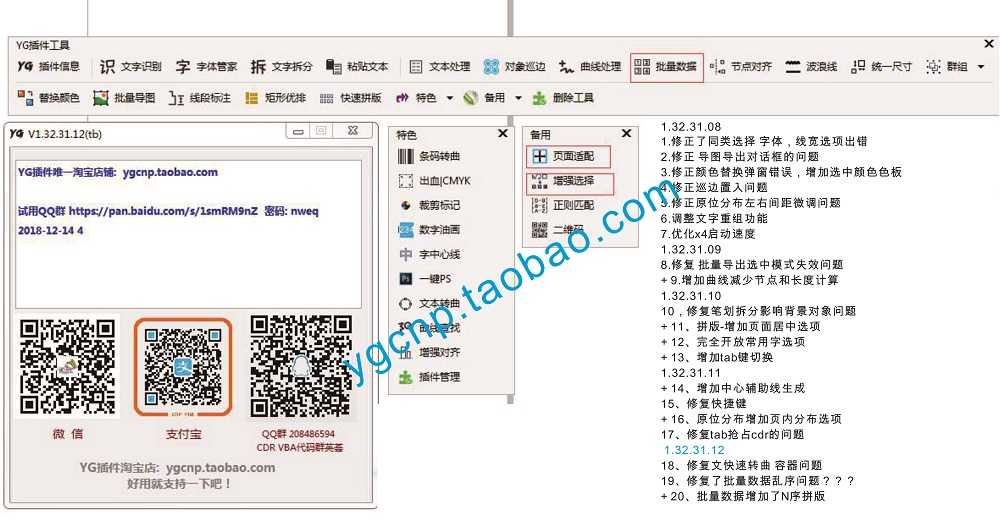 YG插件工具
YG 插件信息 识 文字识别 字 字体管家 拆 文字拆分 粘贴文本 文本处理 对象巡边 曲线处理 批量数据 节点对齐 波浪线 统一尺寸 群组
替换颜色 批量导图 线段标注 矩形优排 快速拼版 特色 备用 删除工具
YG V1.32.31.12(tb)
YG插件唯一淘宝店铺: ygcnp.taobao.com
试用QQ群 https://pan.baidu.com/s/1smRM9nZ 密码: nweq
2018-12-14 4
微 信
支付宝
QQ群 208486594
CDR VBA代码群英荟
YG插件淘宝店: ygcnp.taobao.com
好用就支持一下吧！
特色
条码转曲
出血|CMYK
裁剪标记
数字油画
中 字中心线
Ps 一键PS
文本转曲
曲线查找
增强对齐
插件管理
备用
页面适配
增强选择
正则匹配
二维码
ygcnp.taobao.com
1.32.31.08
1.修正了同类选择 字体，线宽选项出错
2.修正 导图导出对话框的问题
3.修正颜色替换弹窗错误，增加选中颜色色板
4.修正巡边置入问题
5.修正原位分布左右间距微调问题
6.调整文字重组功能
7.优化x4启动速度
1.32.31.09
8.修复 批量导出选中模式失效问题
+ 9.增加曲线减少节点和长度计算
1.32.31.10
10，修复笔划拆分影响背景对象问题
+ 11、拼版-增加页面居中选项
+ 12、完全开放常用字选项
+ 13、增加tab键切换
1.32.31.11
+ 14、增加中心辅助线生成
15、修复快捷键
+ 16、原位分布增加页内分布选项
17、修复tab抢占cdr的问题
1.32.31.12
18、修复文快速转曲 容器问题
19、修复了批量数据乱序问题？？？
+ 20、批量数据增加了N序拼版